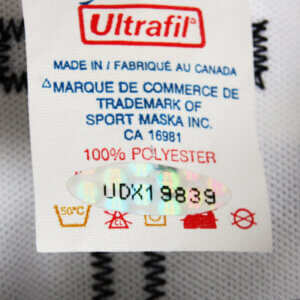 Ultrafil△
MADE IN / FABRIQUÉ AU CANADA
△MARQUE DE COMMERCE DE
TRADEMARK OF
SPORT MASKA INC.
CA 16981
100% POLYESTER
UDX19839
50°C